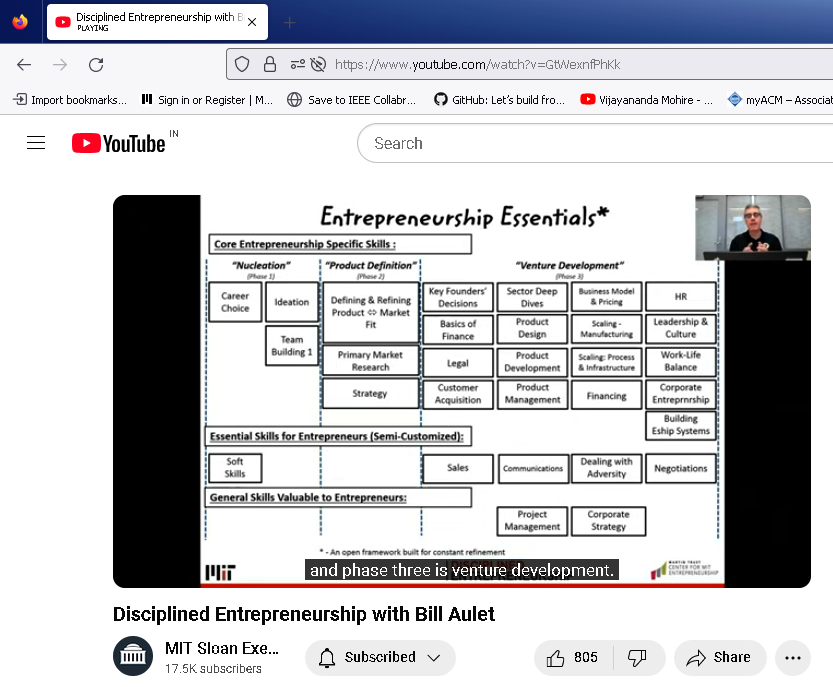 Disciplined Entrepreneurship with B
PLAYING
https://www.youtube.com/watch?v=GtWexnfPhKk
Import bookmarks...
Sign in or Register | M...
Save to IEEE Collabr...
GitHub: Let's build fro...
Vijayananda Mohire - ...
myACM – Associat
YouTube IN
Search
Entrepreneurship Essentials*
Core Entrepreneurship Specific Skills :
"Nucleation"
(Phase 1)
"Product Definition"
(Phase 2)
"Venture Development"
(Phase 3)
Career
Choice
Ideation
Team
Building 1
Defining & Refining
Product <=> Market
Fit
Primary Market
Research
Strategy
Key Founders'
Decisions
Basics of
Finance
Legal
Customer
Acquisition
Sector Deep
Dives
Product
Design
Product
Development
Product
Management
Business Model
& Pricing
Scaling -
Manufacturing
Scaling: Process
& Infrastructure
Financing
HR
Leadership &
Culture
Work-Life
Balance
Corporate
Entreprnrship
Building
Eship Systems
Essential Skills for Entrepreneurs (Semi-Customized):
Soft
Skills
Sales
Communications
Dealing with
Adversity
Negotiations
General Skills Valuable to Entrepreneurs:
Project
Management
Corporate
Strategy
* - An open framework built for constant refinement
MIT
and phase three is venture development.
MARTIN TRUST
CENTER FOR MIT
ENTREPRENEURSHIP
Disciplined Entrepreneurship with Bill Aulet
MIT Sloan Exe...
17.5K subscribers
Subscribed
805
Share